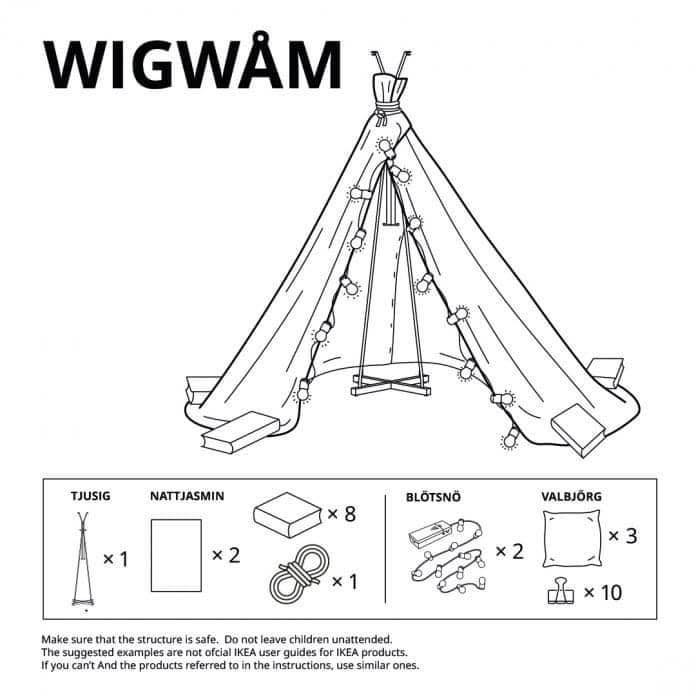 WIGWÅM
TJUSIG
NATTJASMIN
BLÖTSNÖ
VALBJÖRG
× 1
× 2
× 8
× 1
× 2
× 3
× 10
Make sure that the structure is safe. Do not leave children unattended.
The suggested examples are not ofcial IKEA user guides for IKEA products.
If you can't And the products referred to in the instructions, use similar ones.